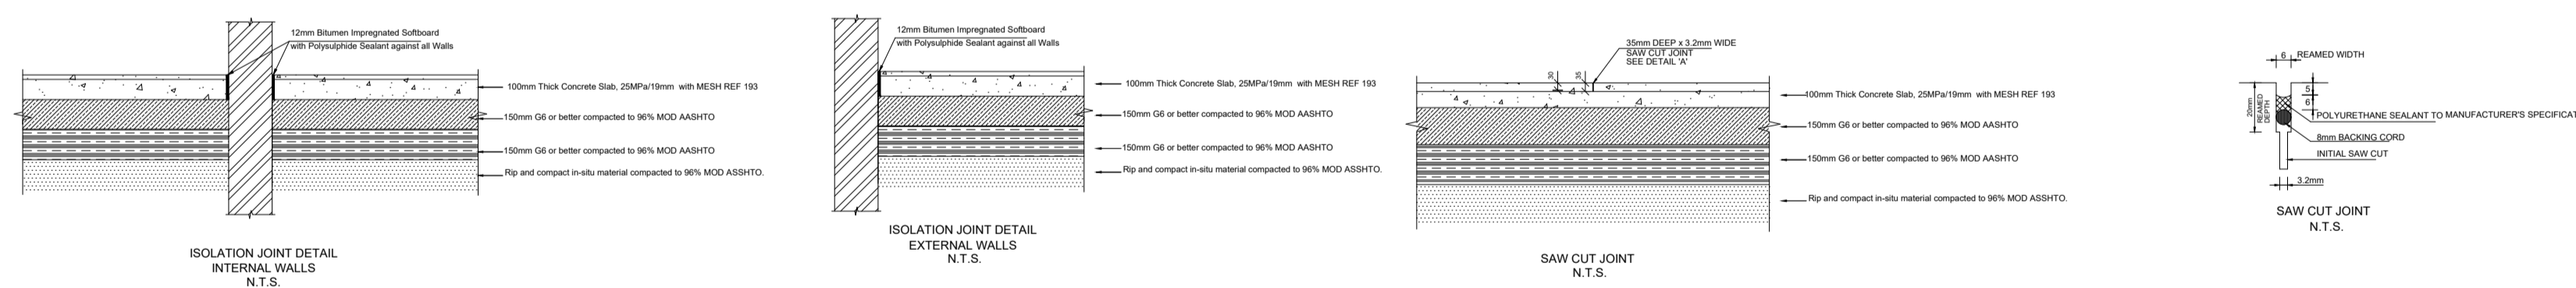 12mm Bitumen Impregnated Softboard
with Polysulphide Sealant against all Walls
100mm Thick Concrete Slab, 25MPa/19mm with MESH REF 193
150mm G6 or better compacted to 96% MOD AASHTO
150mm G6 or better compacted to 96% MOD AASHTO
Rip and compact in-situ material compacted to 96% MOD ASSHTO.
ISOLATION JOINT DETAIL
INTERNAL WALLS
N.T.S.
12mm Bitumen Impregnated Softboard
with Polysulphide Sealant against all Walls
100mm Thick Concrete Slab, 25MPa/19mm with MESH REF 193
150mm G6 or better compacted to 96% MOD AASHTO
150mm G6 or better compacted to 96% MOD AASHTO
Rip and compact in-situ material compacted to 96% MOD ASSHTO.
ISOLATION JOINT DETAIL
EXTERNAL WALLS
N.T.S.
35mm DEEP x 3.2mm WIDE
SAW CUT JOINT
SEE DETAIL 'A'
30
35
100mm Thick Concrete Slab, 25MPa/19mm with MESH REF 193
150mm G6 or better compacted to 96% MOD AASHTO
150mm G6 or better compacted to 96% MOD AASHTO
Rip and compact in-situ material compacted to 96% MOD ASSHTO.
SAW CUT JOINT
N.T.S.
6 REAMED WIDTH
20mm
REAMED
DEPTH
5
6
POLYURETHANE SEALANT TO MANUFACTURER'S SPECIFICAT
8mm BACKING CORD
INITIAL SAW CUT
3.2mm
SAW CUT JOINT
N.T.S.